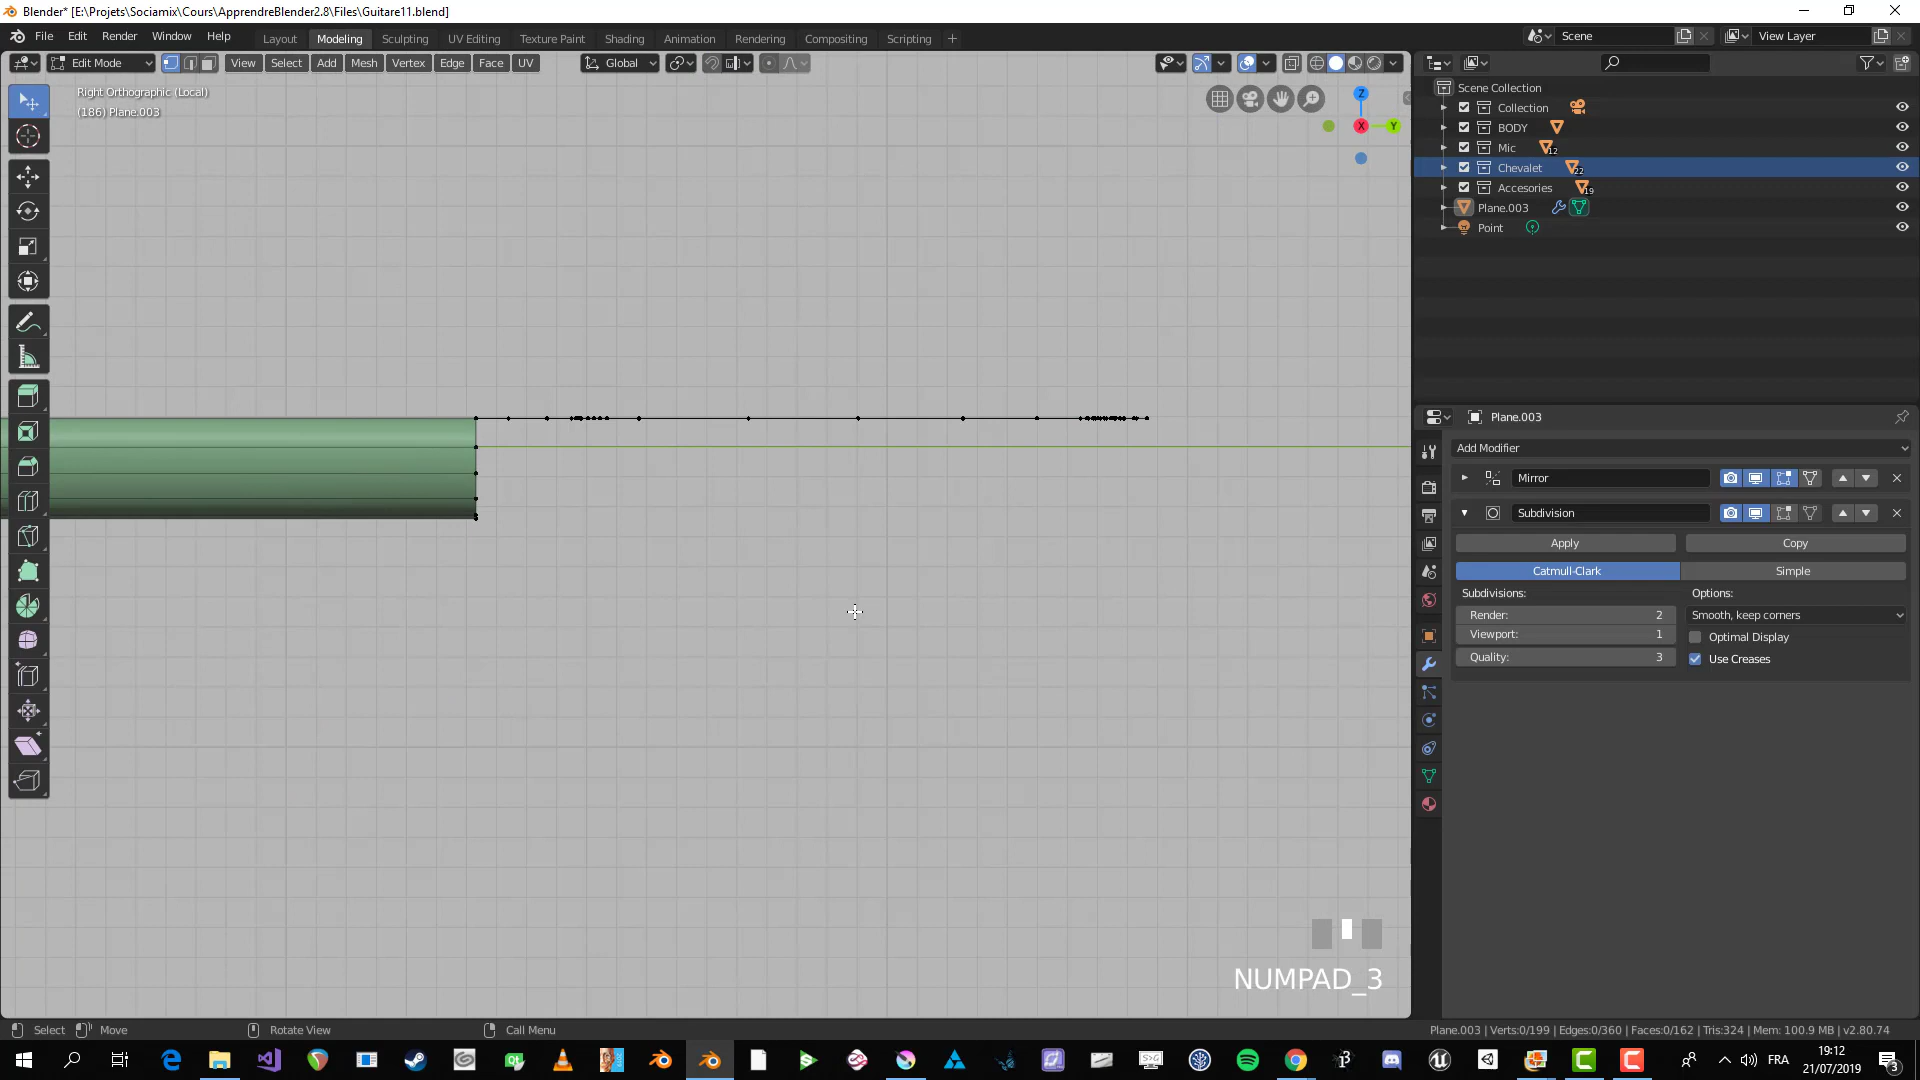 Blender* [E:\Projets\Sociamix\Cours\ApprendreBlender2.8\Files\Guitare11.blend]
File Edit Render Window Help Layout Modeling Sculpting UV Editing Texture Paint Shading Animation Rendering Compositing Scripting Scene View Layer
Edit Mode View Select Add Mesh Vertex Edge Face UV Global
Right Orthographic (Local)
(186) Plane.003
Z
X
Y
Scene Collection
Collection
BODY
Mic 12
Chevalet 22
Accesories 19
Plane.003
Point
Plane.003
Add Modifier
Mirror
Subdivision
Apply Copy
Catmull-Clark Simple
Subdivisions: Options:
Render: 2 Smooth, keep corners
Viewport: 1 Optimal Display
Quality: 3 Use Creases
NUMPAD_3
Select Move Rotate View Call Menu Plane.003 | Verts:0/199 | Edges:0/360 | Faces:0/162 | Tris:324 | Mem: 100.9 MB | v2.80.74
FRA
19:12
21/07/2019
3